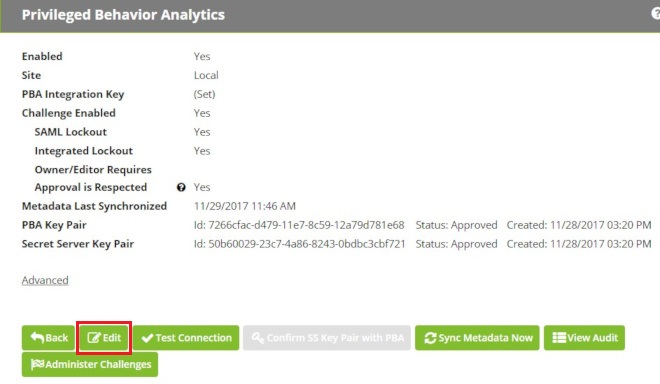 Privileged Behavior Analytics
Enabled Yes
Site Local
PBA Integration Key (Set)
Challenge Enabled Yes
SAML Lockout Yes
Integrated Lockout Yes
Owner/Editor Requires
Approval is Respected ? Yes
Metadata Last Synchronized 11/29/2017 11:46 AM
PBA Key Pair Id: 7266cfac-d479-11e7-8c59-12a79d781e68 Status: Approved Created: 11/28/2017 03:20 PM
Secret Server Key Pair Id: 50b60029-23c7-4a86-8243-0bdbc3cbf721 Status: Approved Created: 11/28/2017 03:20 PM
Advanced
Back Edit Test Connection Confirm SS Key Pair with PBA Sync Metadata Now View Audit
Administer Challenges